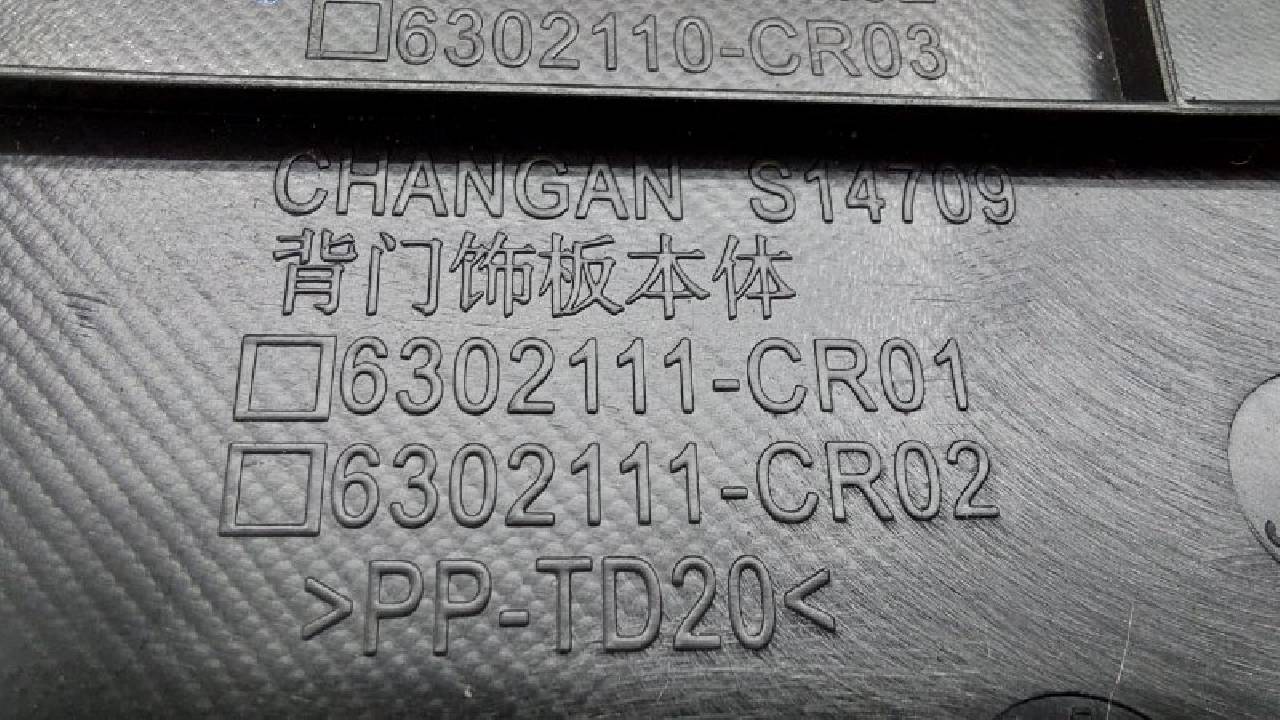 □6302110-CR03
CHANGAN S14709
背门饰板本体
□6302111-CR01
□6302111-CR02
>PP-TD20<